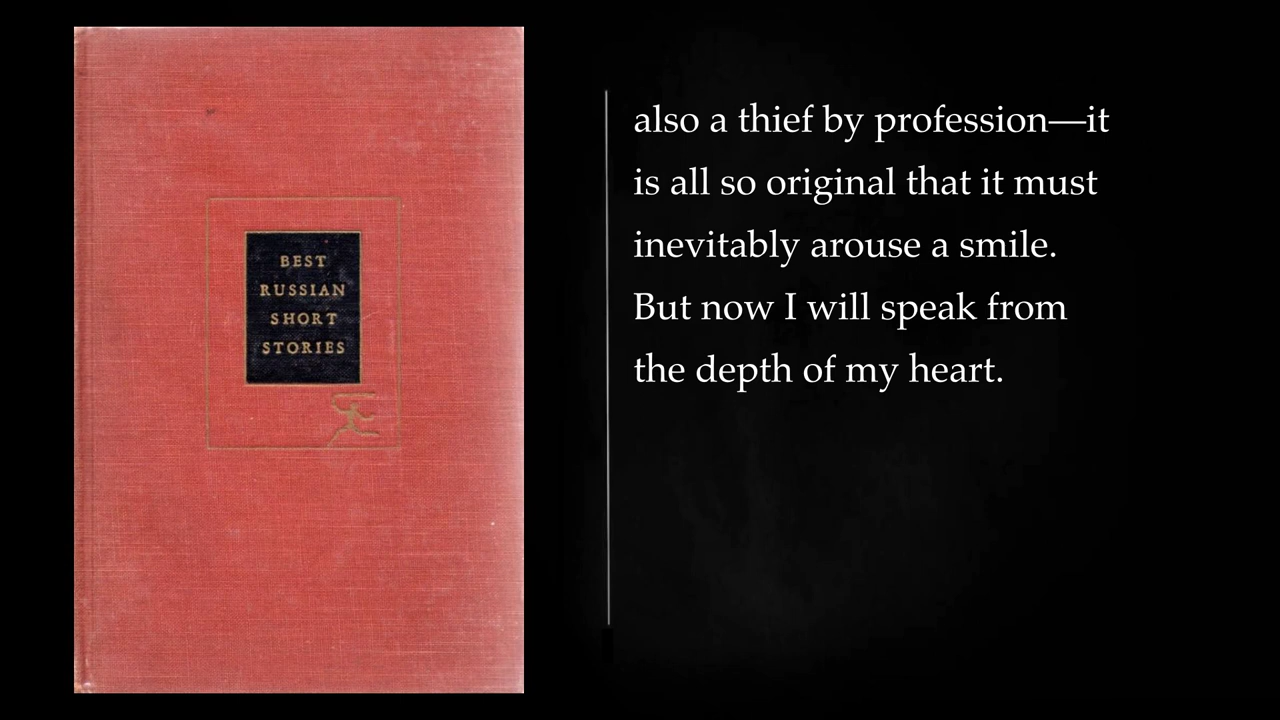 BEST
RUSSIAN
SHORT
STORIES
also a thief by profession—it
is all so original that it must
inevitably arouse a smile.
But now I will speak from
the depth of my heart.